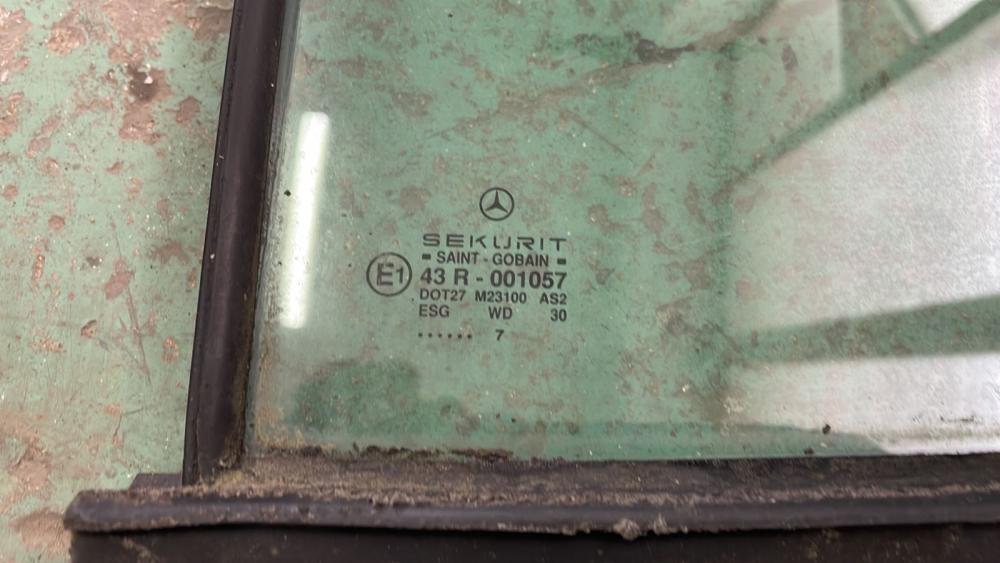 SEKURIT
SAINT - GOBAIN
E1 43 R - 001057
DOT27 M23100 AS2
ESG WD 30
...... 7